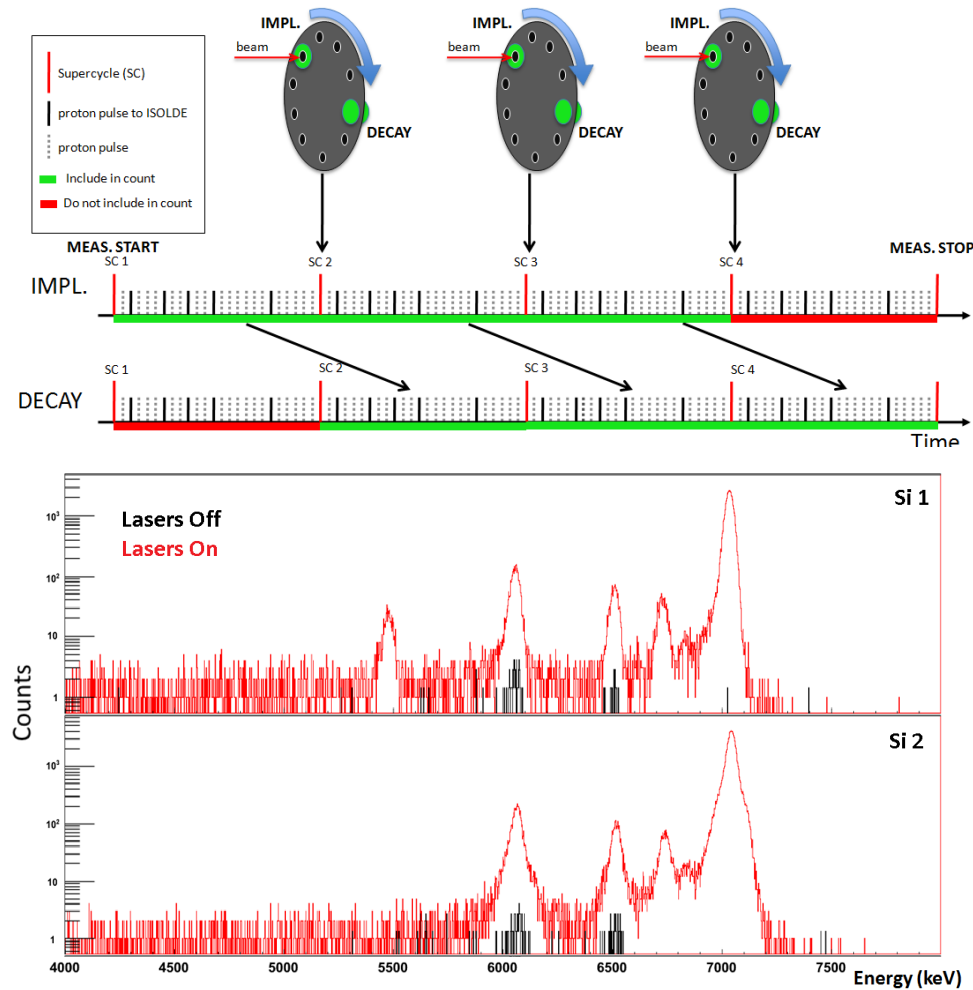 IMPL.
IMPL.
IMPL.
beam
beam
beam
DECAY
DECAY
DECAY
Supercycle (SC)
proton pulse to ISOLDE
proton pulse
Include in count
Do not include in count
MEAS. START
MEAS. STOP
SC 1
SC 2
SC 3
SC 4
IMPL.
SC 1
SC 2
SC 3
SC 4
DECAY
Time
Si 1
Lasers Off
Lasers On
10³
10²
10
1
Counts
Si 2
10³
10²
10
1
4000 4500 5000 5500 6000 6500 7000 7500
Energy (keV)